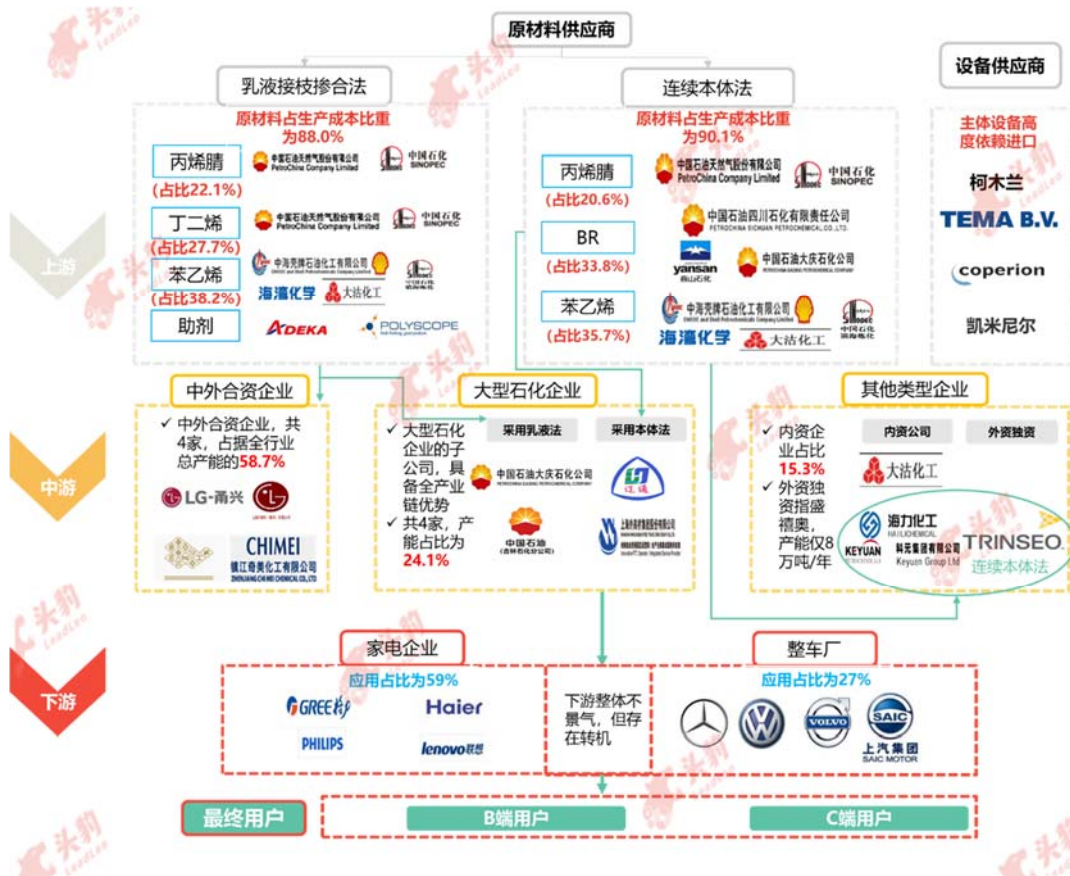 原材料供应商
乳液接枝掺合法
原材料占生产成本比重
为88.0%
丙烯腈
(占比22.1%)
中国石油天然气股份有限公司
PetroChina Company Limited
中国石化
SINOPEC
丁二烯
(占比27.7%)
中国石油天然气股份有限公司
PetroChina Company Limited
中国石化
SINOPEC
苯乙烯
(占比38.2%)
中海壳牌石油化工有限公司
海湾化学
大沽化工
助剂
ADEKA
POLYSCOPE
连续本体法
原材料占生产成本比重
为90.1%
丙烯腈
(占比20.6%)
中国石油天然气股份有限公司
PetroChina Company Limited
中国石化
SINOPEC
BR
(占比33.8%)
中国石油四川石化有限责任公司
PETROCHINA SICHUAN PETROCHEMICAL CO.,LTD.
yansan
燕山石化
中国石油大庆石化公司
苯乙烯
(占比35.7%)
中海壳牌石油化工有限公司
海湾化学
大沽化工
设备供应商
主体设备高
度依赖进口
柯木兰
TEMA B.V.
coperion
凯米尼尔
上游
中外合资企业
中外合资企业，共
4家，占据全行业
总产能的58.7%
LG-甬兴
LG
CHIMEI
镇江奇美化工有限公司
ZHENJIANG CHI MEI CHEMICAL CO.,LTD
大型石化企业
大型石化
企业的子
公司，具
备全产业
链优势
共4家，产
能占比为
24.1%
采用乳液法
采用本体法
中国石油大庆石化公司
中国石油
(吉林石化分公司)
其他类型企业
内资企
业占比
15.3%
外资独
资指盛
禧奥，
产能仅8
万吨/年
内资公司
外资独资
大沽化工
海力化工
HAILICHEMICAL
KEYUAN
科元集团有限公司
Keyuan Group Ltd
TRINSEO
连续本体法
中游
家电企业
应用占比为59%
GREE格力
Haier
PHILIPS
lenovo联想
下游整体不
景气，但存
在转机
整车厂
应用占比为27%
VOLVO
SAIC
上汽集团
SAIC MOTOR
下游
最终用户
B端用户
C端用户
头豹
LeadLeo